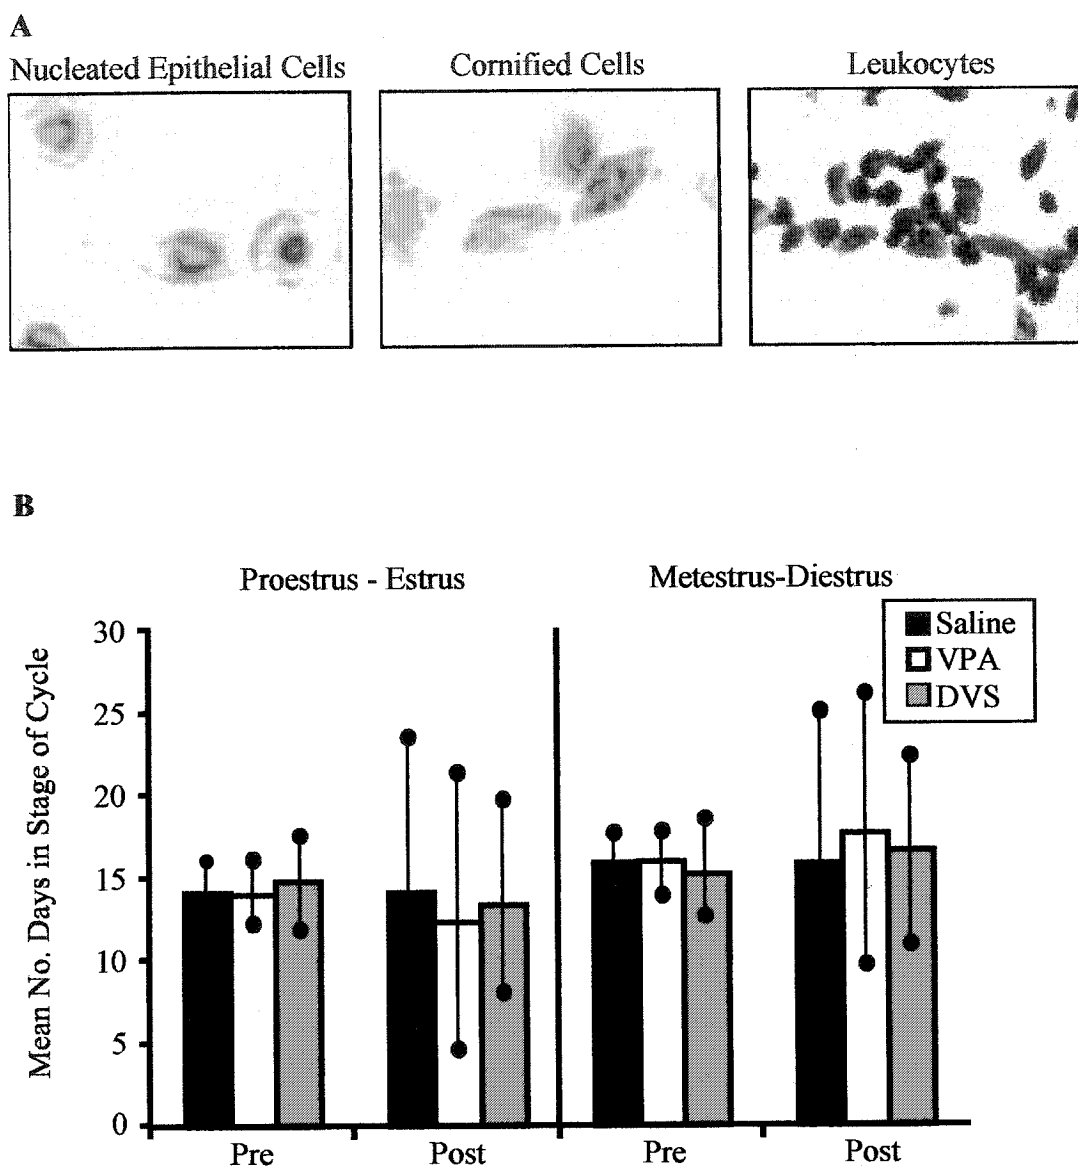 A
Nucleated Epithelial Cells
Cornified Cells
Leukocytes
B
Proestrus - Estrus
Metestrus-Diestrus
Saline
VPA
DVS
Mean No. Days in Stage of Cycle
30
25
20
15
10
5
0
Pre
Post
Pre
Post